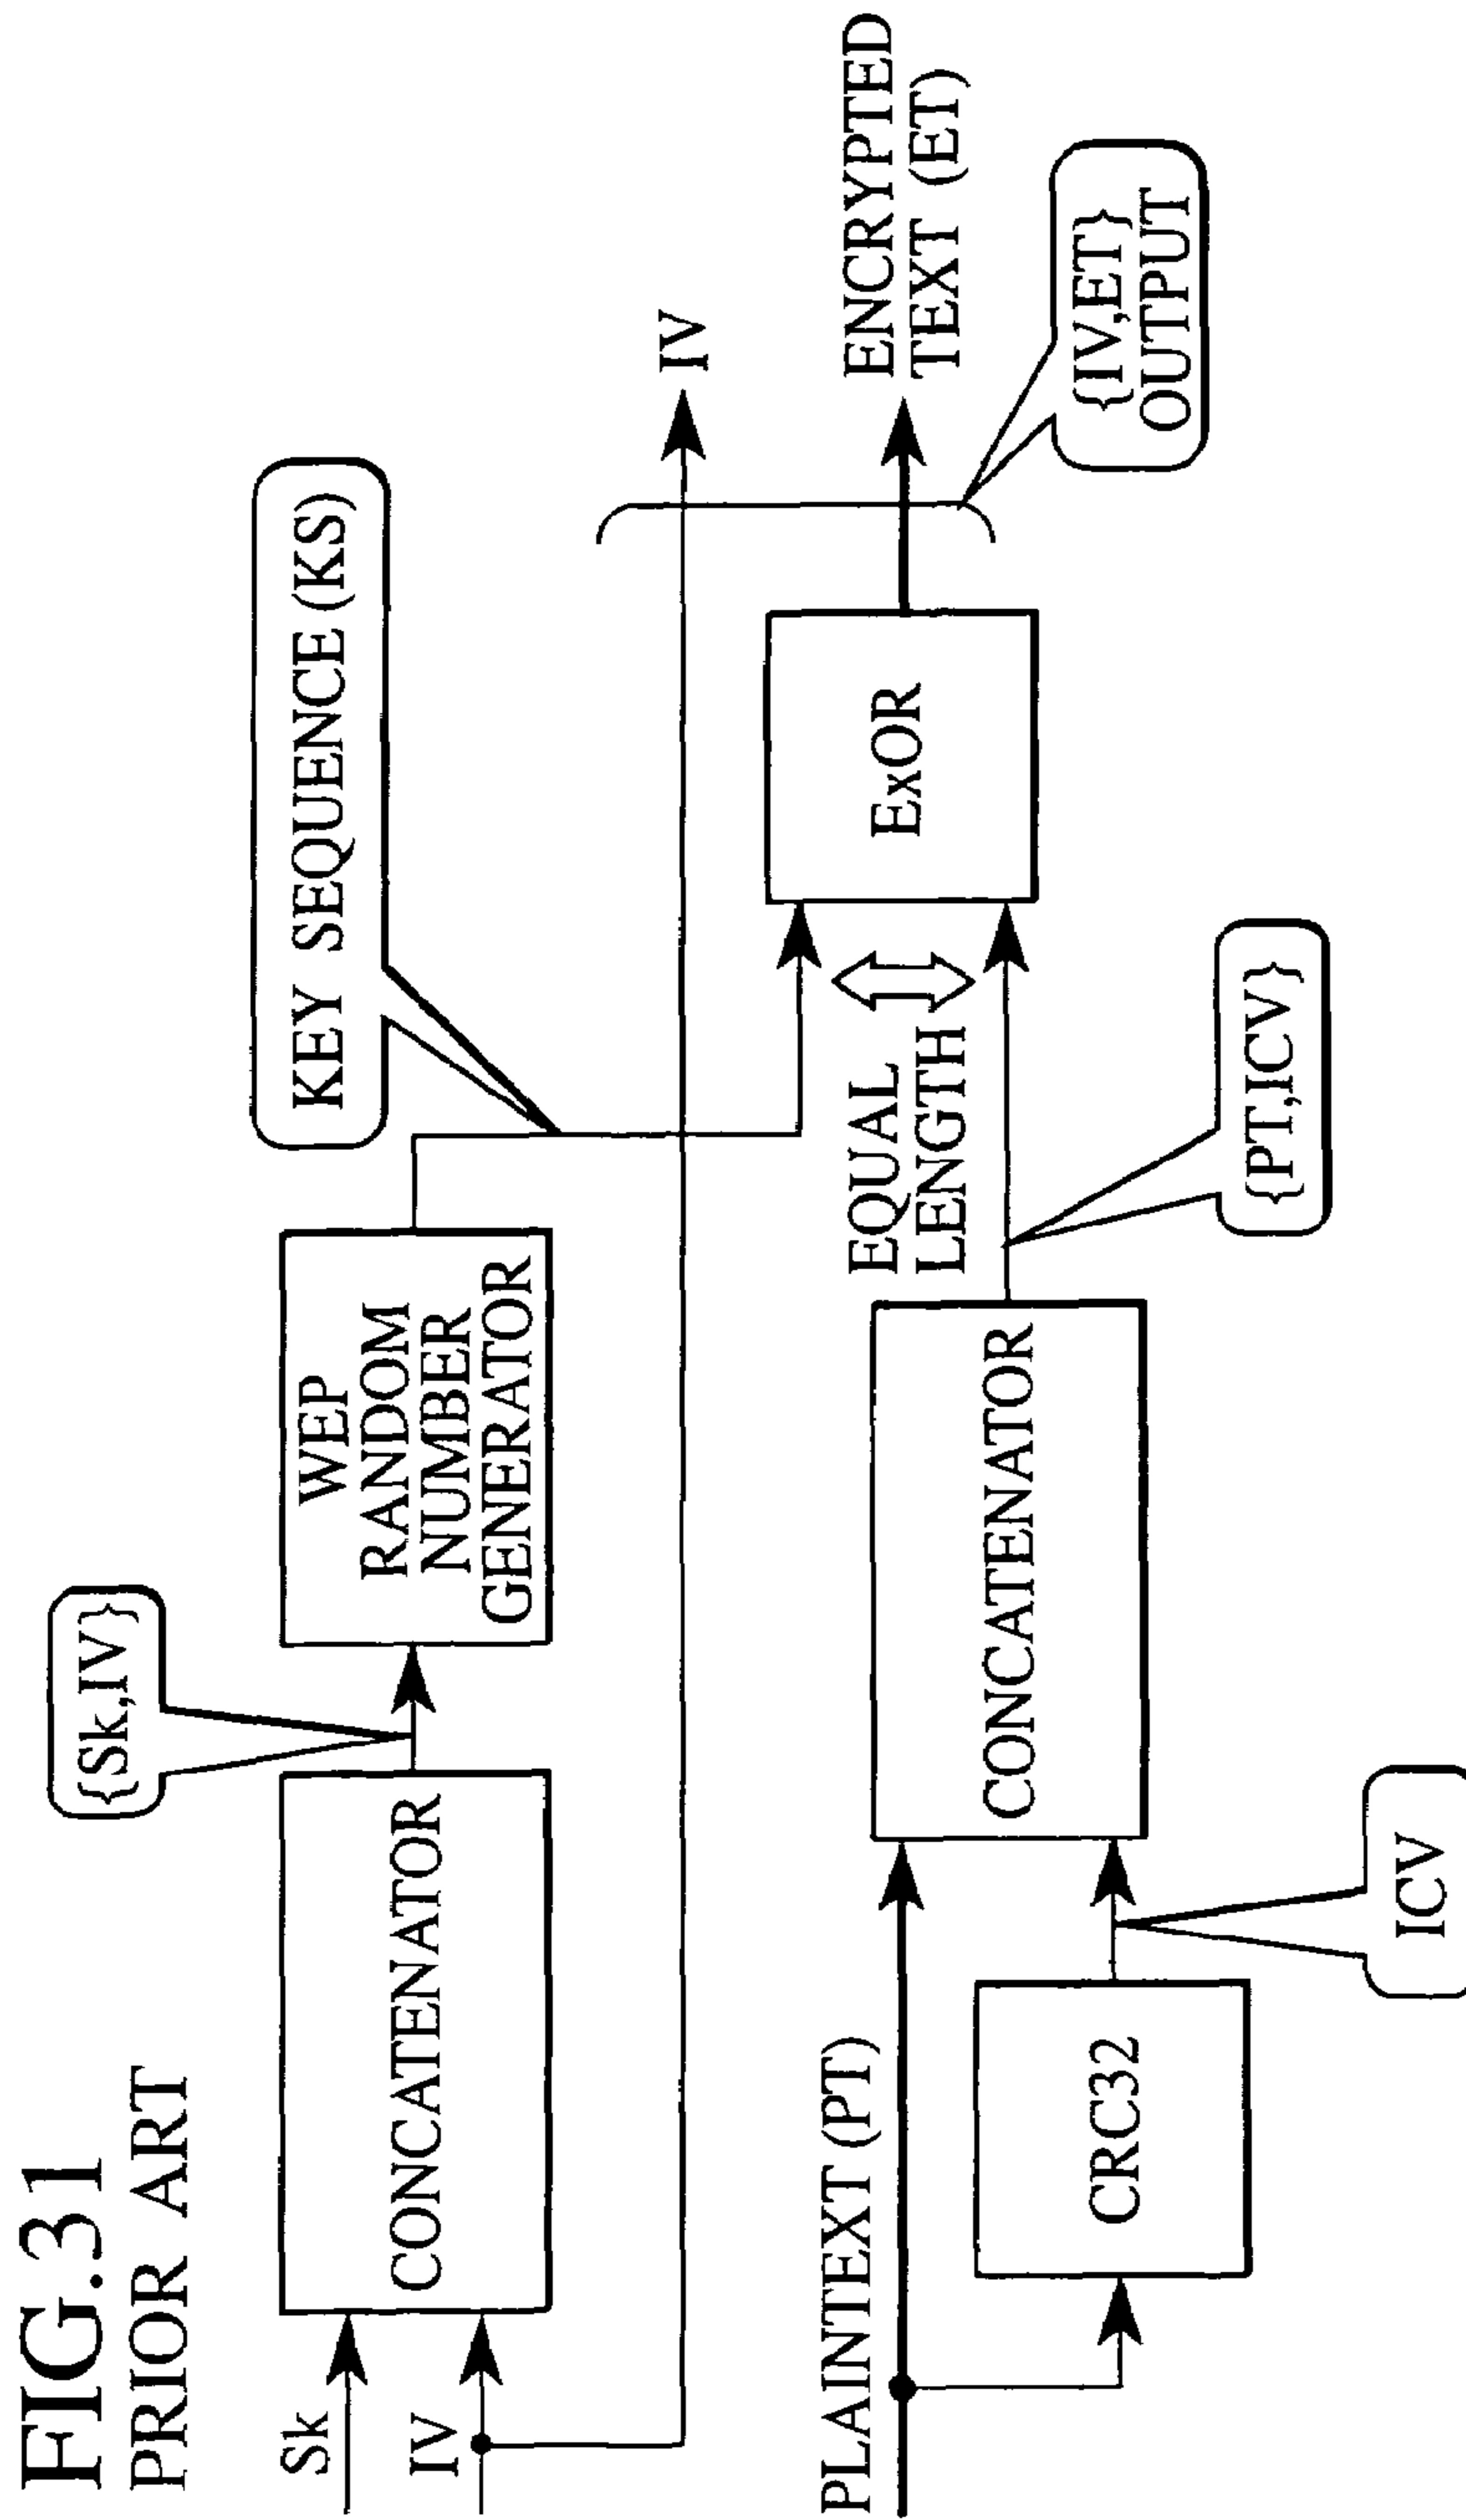 FIG.31
PRIOR ART
Sk
IV
CONCATENATOR
{Sk,IV}
WEP
RANDOM
NUMBER
GENERATOR
KEY SEQUENCE (KS)
IV
PLAINTEXT (PT)
CRC32
ICV
CONCATENATOR
{PT,ICV}
EQUAL
LENGTH
ExOR
ENCRYPTED
TEXT (ET)
{IV,ET}
OUTPUT